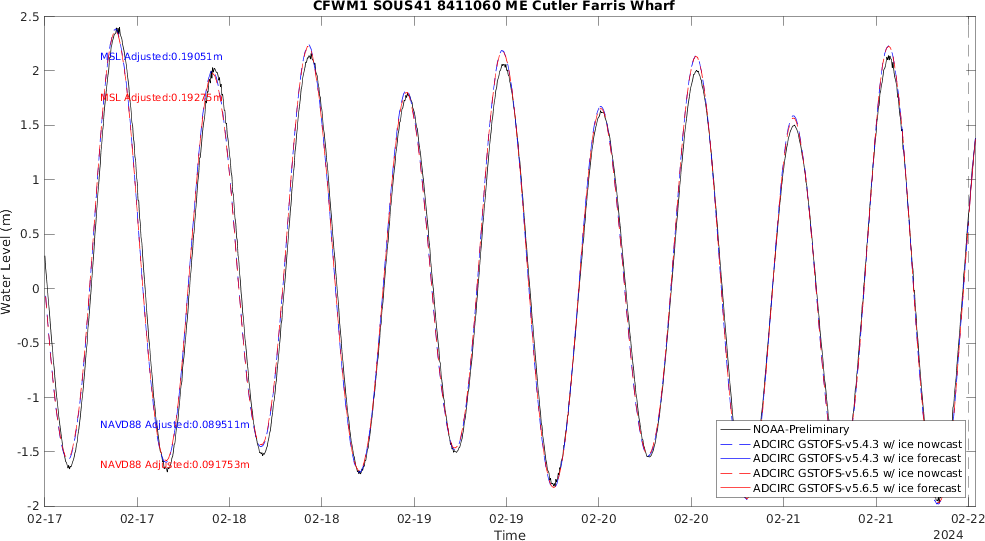 CFWM1 SOUS41 8411060 ME Cutler Farris Wharf
2.5
2
1.5
1
0.5
0
-0.5
-1
-1.5
-2
Water Level (m)
MSL Adjusted:0.19051m
MSL Adjusted:0.19275m
NAVD88 Adjusted:0.089511m
NAVD88 Adjusted:0.091753m
NOAA-Preliminary
ADCIRC GSTOFS-v5.4.3 w/ ice nowcast
ADCIRC GSTOFS-v5.4.3 w/ ice forecast
ADCIRC GSTOFS-v5.6.5 w/ ice nowcast
ADCIRC GSTOFS-v5.6.5 w/ ice forecast
02-17 02-17 02-18 02-18 02-19 02-19 02-20 02-20 02-21 02-21 02-22
Time
2024